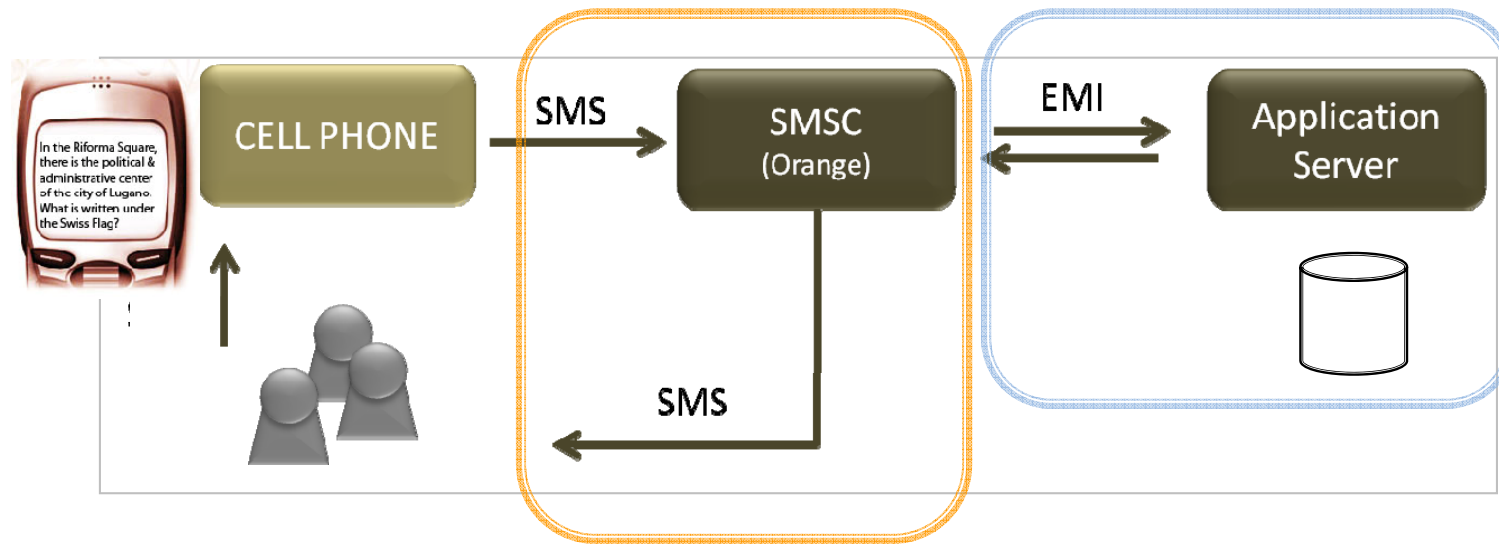 In the Riforma Square,
there is the political &
administrative center
of the city of Lugano.
What is written under
the Swiss Flag?
CELL PHONE
SMS
SMSC
(Orange)
EMI
Application
Server
SMS